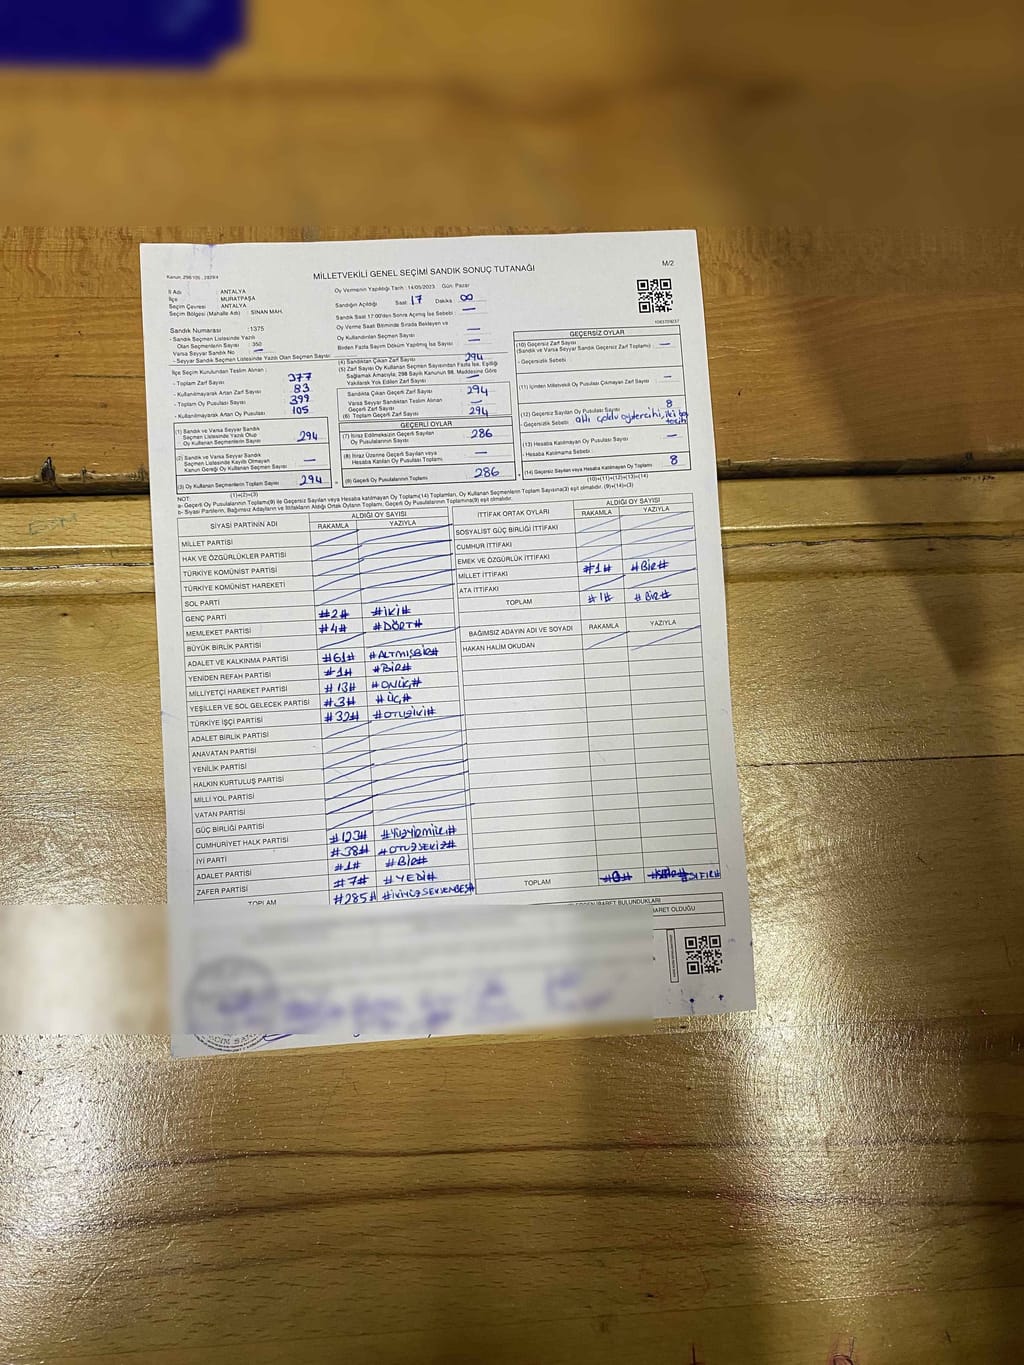 Kanun: 298/105 , 2839/4
MİLLETVEKİLİ GENEL SEÇİMİ SANDIK SONUÇ TUTANAĞI
M/2
İl Adı : ANTALYA
İlçe : MURATPAŞA
Seçim Çevresi : ANTALYA
Seçim Bölgesi (Mahalle Adı) : SİNAN MAH.
Sandık Numarası : 1375
- Sandık Seçmen Listesinde Yazılı
Olan Seçmenlerin Sayısı : 350
Varsa Seyyar Sandık No : —
- Seyyar Sandık Seçmen Listesinde Yazılı Olan Seçmen Sayısı:
Oy Vermenin Yapıldığı Tarih : 14/05/2023 Gün: Pazar
Sandığın Açıldığı Saat : 17 Dakika : 00
Sandık Saat 17:00'den Sonra Açılmış İse Sebebi : —
Oy Verme Saati Bitiminde Sırada Bekleyen ve
Oy Kullandırılan Seçmen Sayısı —
Birden Fazla Sayım Döküm Yapılmış İse Sayısı —
İlçe Seçim Kurulundan Teslim Alınan :
- Toplam Zarf Sayısı : 377
- Kullanılmayarak Artan Zarf Sayısı : 83
- Toplam Oy Pusulası Sayısı : 399
- Kullanılmayarak Artan Oy Pusulası : 105
(4) Sandıktan Çıkan Zarf Sayısı 294
(5) Zarf Sayısı Oy Kullanan Seçmen Sayısından Fazla İse, Eşitliği
Sağlamak Amacıyla, 298 Sayılı Kanunun 98. Maddesine Göre
Yakılarak Yok Edilen Zarf Sayısı —
Sandıkta Çıkan Geçerli Zarf Sayısı 294
Varsa Seyyar Sandıktan Teslim Alınan
Geçerli Zarf Sayısı —
(6) Toplam Geçerli Zarf Sayısı 294
(1) Sandık ve Varsa Seyyar Sandık
Seçmen Listesinde Yazılı Olup
Oy Kullanan Seçmenlerin Sayısı 294
(2) Sandık ve Varsa Seyyar Sandık
Seçmen Listesinde Kayıtlı Olmayan
Kanun Gereği Oy Kullanan Seçmen Sayısı —
(3) Oy Kullanan Seçmenlerin Toplam Sayısı 294
(1)+(2)=(3)
GEÇERLİ OYLAR
(7) İtiraz Edilmeksizin Geçerli Sayılan
Oy Pusulalarının Sayısı 286
(8) İtiraz Üzerine Geçerli Sayılan veya
Hesaba Katılan Oy Pusulası Toplamı —
(9) Geçerli Oy Pusulalarının Toplamı 286
GEÇERSİZ OYLAR
(10) Geçersiz Zarf Sayısı
(Sandık ve Varsa Seyyar Sandık Geçersiz Zarf Toplamı) : —
- Geçersizlik Sebebi
(11) İçinden Milletvekili Oy Pusulası Çıkmayan Zarf Sayısı : —
(12) Geçersiz Sayılan Oy Pusulası Sayısı 8
- Geçersizlik Sebebi :
(13) Hesaba Katılmayan Oy Pusulası Sayısı —
- Hesaba Katılmama Sebebi :
(14) Geçersiz Sayılan veya Hesaba Katılmayan Oy Toplamı 8
(10)+(11)+(12)+(13)=(14)
NOT:
a- Geçerli Oy Pusulalarının Toplamı(9) ile Geçersiz Sayılan veya Hesaba katılmayan Oy Toplam(14) Toplamları, Oy Kullanan Seçmenlerin Toplam Sayısına(3) eşit olmalıdır. (9)+(14)=(3)
b- Siyasi Partilerin, Bağımsız Adayların ve İttifakların Aldığı Ortak Oyların Toplamı, Geçerli Oy Pusulalarının Toplamına(9) eşit olmalıdır.
SİYASİ PARTİNİN ADI ALDIĞI OY SAYISI
RAKAMLA YAZIYLA
MİLLET PARTİSİ
HAK VE ÖZGÜRLÜKLER PARTİSİ
TÜRKİYE KOMÜNİST PARTİSİ
TÜRKİYE KOMÜNİST HAREKETİ
SOL PARTİ
GENÇ PARTİ #2# #İKİ#
MEMLEKET PARTİSİ #4# #DÖRT#
BÜYÜK BİRLİK PARTİSİ
ADALET VE KALKINMA PARTİSİ #61# #ALTMIŞBİR#
YENİDEN REFAH PARTİSİ #1# #BİR#
MİLLİYETÇİ HAREKET PARTİSİ #13# #ONÜÇ#
YEŞİLLER VE SOL GELECEK PARTİSİ #3# #ÜÇ#
TÜRKİYE İŞÇİ PARTİSİ #32# #OTUZİKİ#
ADALET BİRLİK PARTİSİ
ANAVATAN PARTİSİ
YENİLİK PARTİSİ
HALKIN KURTULUŞ PARTİSİ
MİLLİ YOL PARTİSİ
VATAN PARTİSİ
GÜÇ BİRLİĞİ PARTİSİ
CUMHURİYET HALK PARTİSİ #123# #YÜZYİRMİÜÇ#
İYİ PARTİ #38# #OTUZSEKİZ#
ADALET PARTİSİ #1# #BİR#
ZAFER PARTİSİ #7# #YEDİ#
TOPLAM #285# #İKİYÜZSEKSENBEŞ#
İTTİFAK ORTAK OYLARI ALDIĞI OY SAYISI
RAKAMLA YAZIYLA
SOSYALİST GÜÇ BİRLİĞİ İTTİFAKI
CUMHUR İTTİFAKI
EMEK VE ÖZGÜRLÜK İTTİFAKI
MİLLET İTTİFAKI #1# #BİR#
ATA İTTİFAKI
TOPLAM #1# #BİR#
BAĞIMSIZ ADAYIN ADI VE SOYADI RAKAMLA YAZIYLA
HAKAN HALİM OKUDAN
TOPLAM #0# #SIFIR#